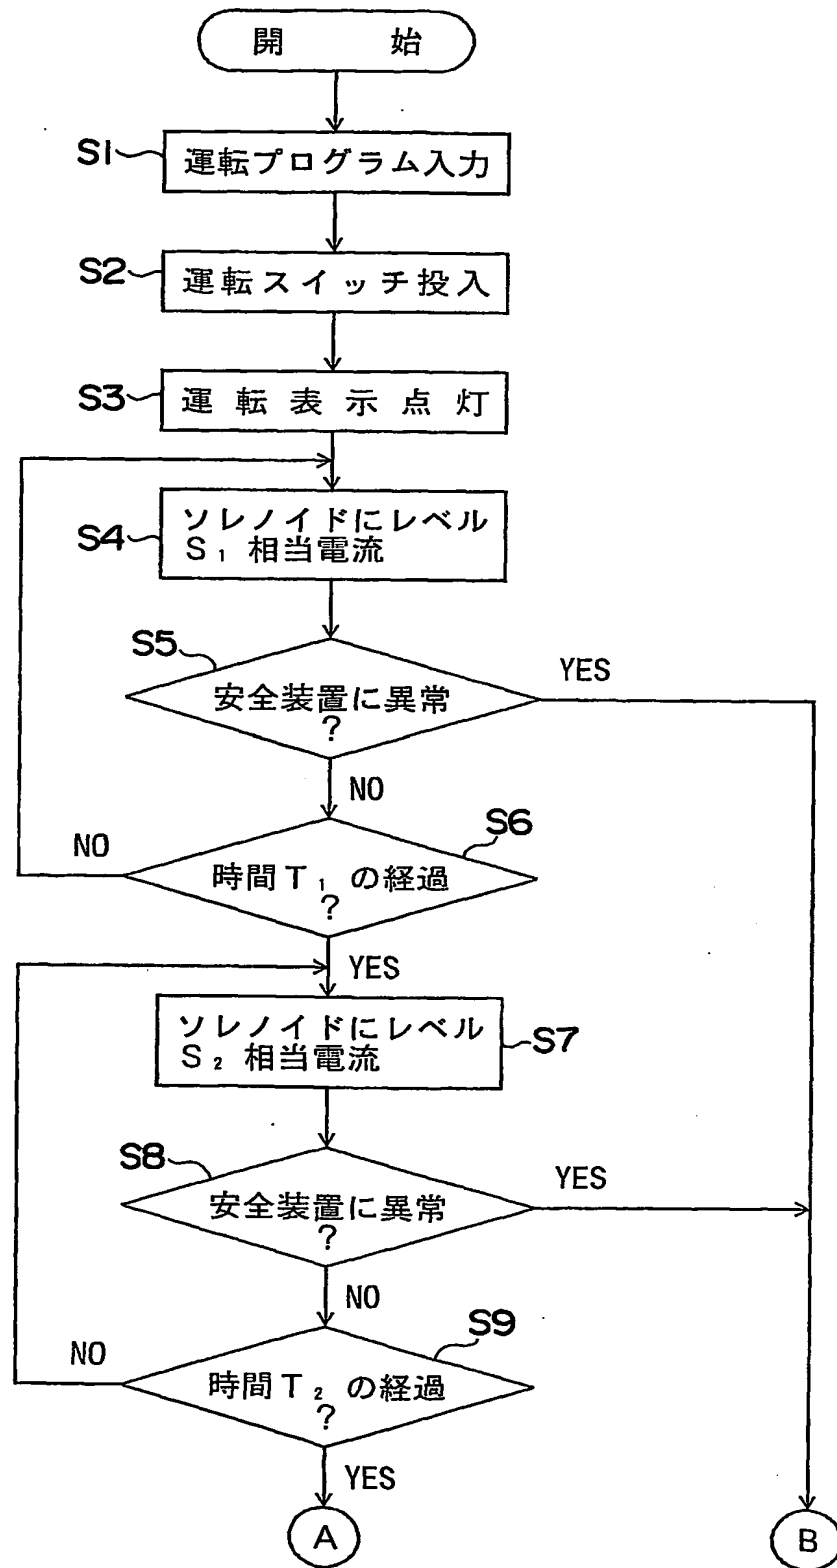 開始
S1
運転プログラム入力
S2
運転スイッチ投入
S3
運転表示点灯
S4
ソレノイドにレベル
S₁相当電流
S5
安全装置に異常
?
YES
NO
S6
時間T₁の経過
?
NO
YES
S7
ソレノイドにレベル
S₂相当電流
S8
安全装置に異常
?
YES
NO
S9
時間T₂の経過
?
NO
YES
A
B